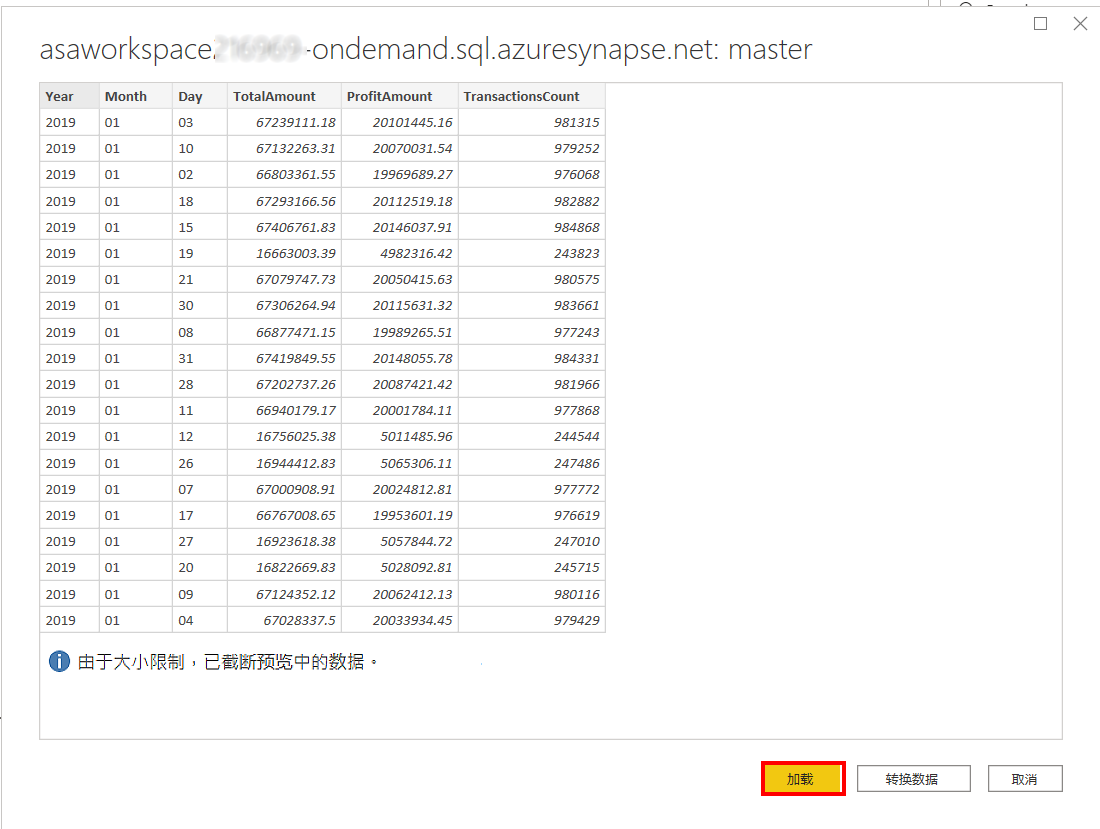 asaworkspace -ondemand.sql.azuresynapse.net: master
Year Month Day TotalAmount ProfitAmount TransactionsCount
2019 01 03 67239111.18 20101445.16 981315
2019 01 10 67132263.31 20070031.54 979252
2019 01 02 66803361.55 19969689.27 976068
2019 01 18 67293166.56 20112519.18 982882
2019 01 15 67406761.83 20146037.91 984868
2019 01 19 16663003.39 4982316.42 243823
2019 01 21 67079747.73 20050415.63 980575
2019 01 30 67306264.94 20115631.32 983661
2019 01 08 66877471.15 19989265.51 977243
2019 01 31 67419849.55 20148055.78 984331
2019 01 28 67202737.26 20087421.42 981966
2019 01 11 66940179.17 20001784.11 977868
2019 01 12 16756025.38 5011485.96 244544
2019 01 26 16944412.83 5065306.11 247486
2019 01 07 67000908.91 20024812.81 977772
2019 01 17 66767008.65 19953601.19 976619
2019 01 27 16923618.38 5057844.72 247010
2019 01 20 16822669.83 5028092.81 245715
2019 01 09 67124352.12 20062412.13 980116
2019 01 04 67028337.5 20033934.45 979429
由于大小限制，已截断预览中的数据。
加载 转换数据 取消